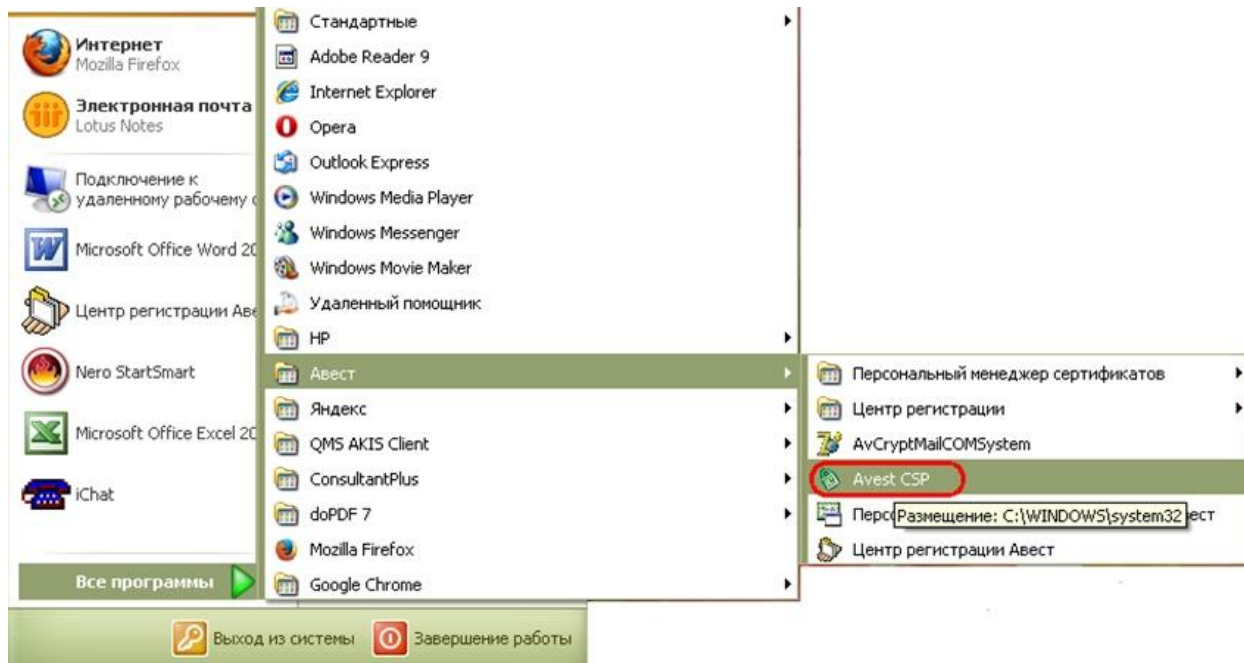 Интернет
Mozilla Firefox
Электронная почта
Lotus Notes
Подключение к
удаленному рабочему
Microsoft Office Word 20
Центр регистрации Аве
Nero StartSmart
Microsoft Office Excel 20
iChat
Все программы
Стандартные
Adobe Reader 9
Internet Explorer
Opera
Outlook Express
Windows Media Player
Windows Messenger
Windows Movie Maker
Удаленный помощник
HP
Авест
Яндекс
QMS AKIS Client
ConsultantPlus
doPDF 7
Mozilla Firefox
Google Chrome
Персональный менеджер сертификатов
Центр регистрации
AvCryptMailCOMSystem
Avest CSP
Персо
Размещение: C:\WINDOWS\system32
ест
Центр регистрации Авест
Выход из системы
Завершение работы